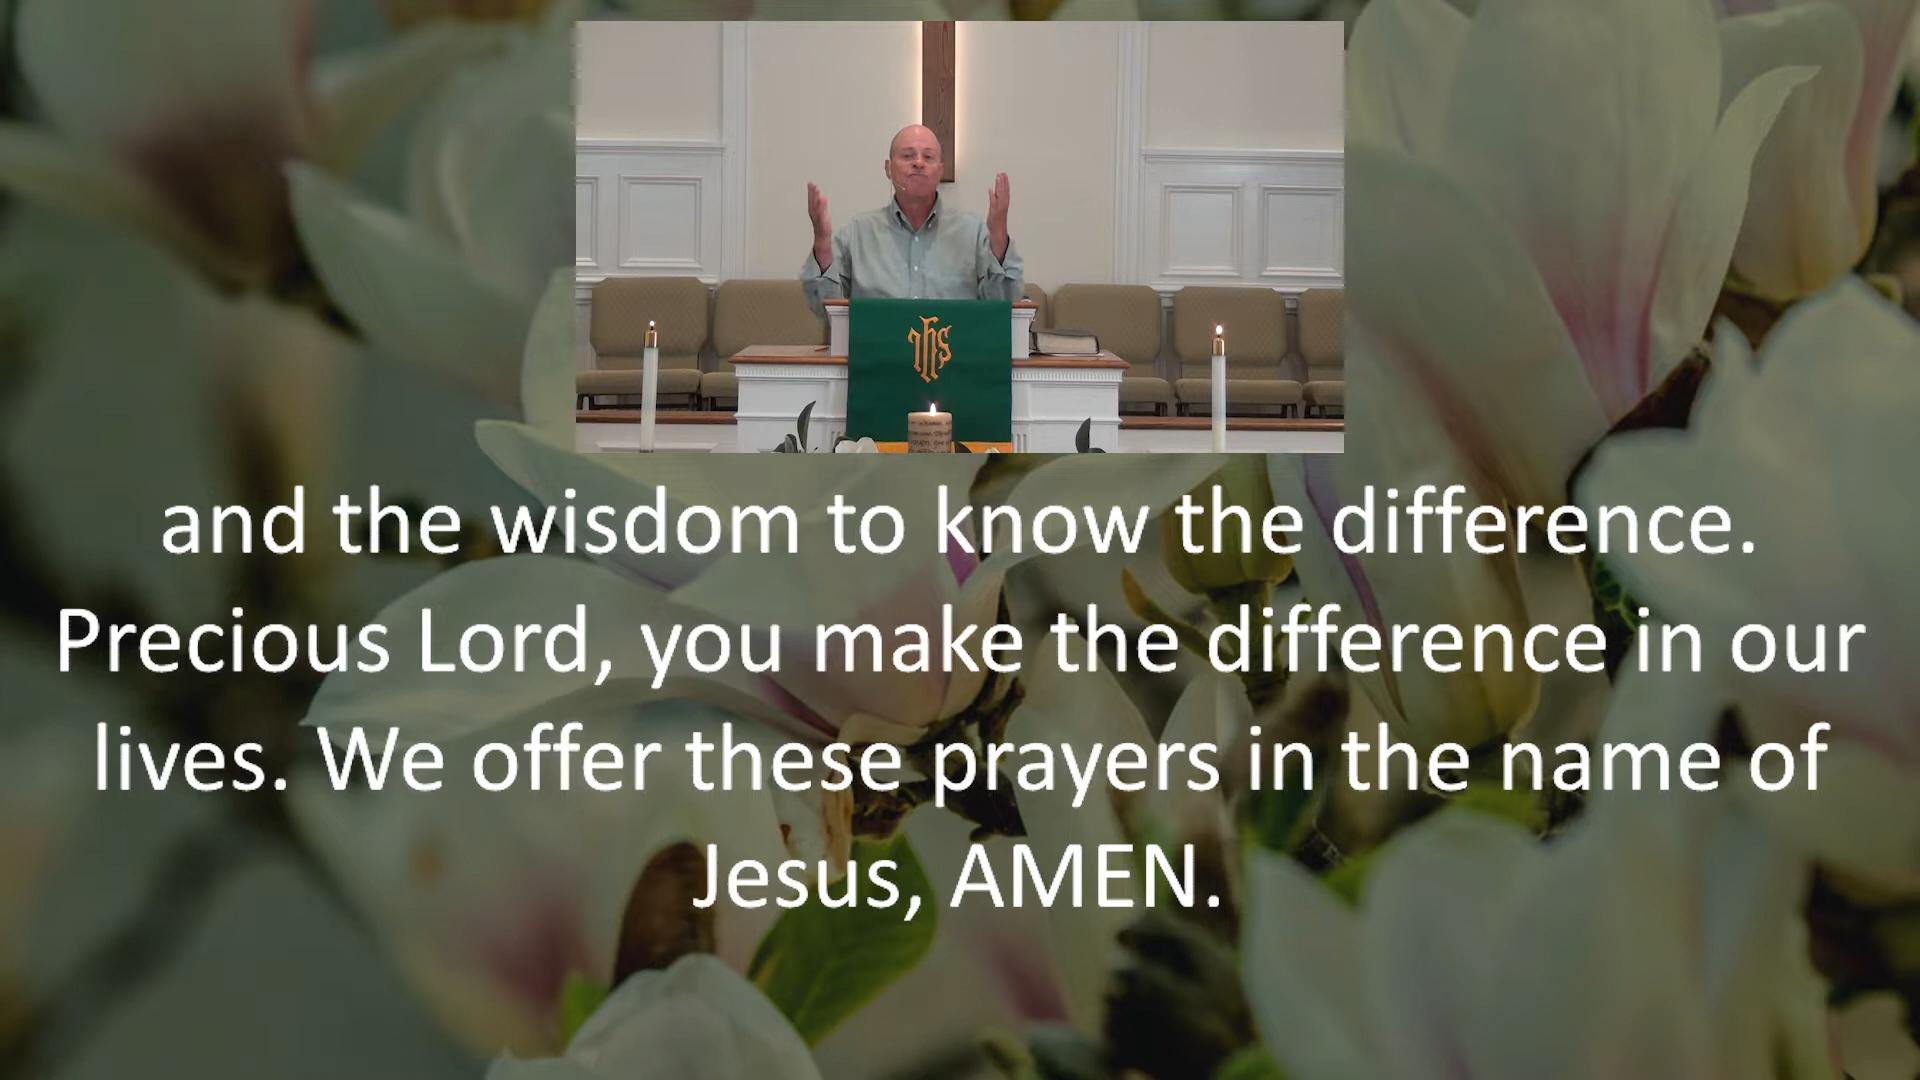 IHS
and the wisdom to know the difference.
Precious Lord, you make the difference in our
lives. We offer these prayers in the name of
Jesus, AMEN.